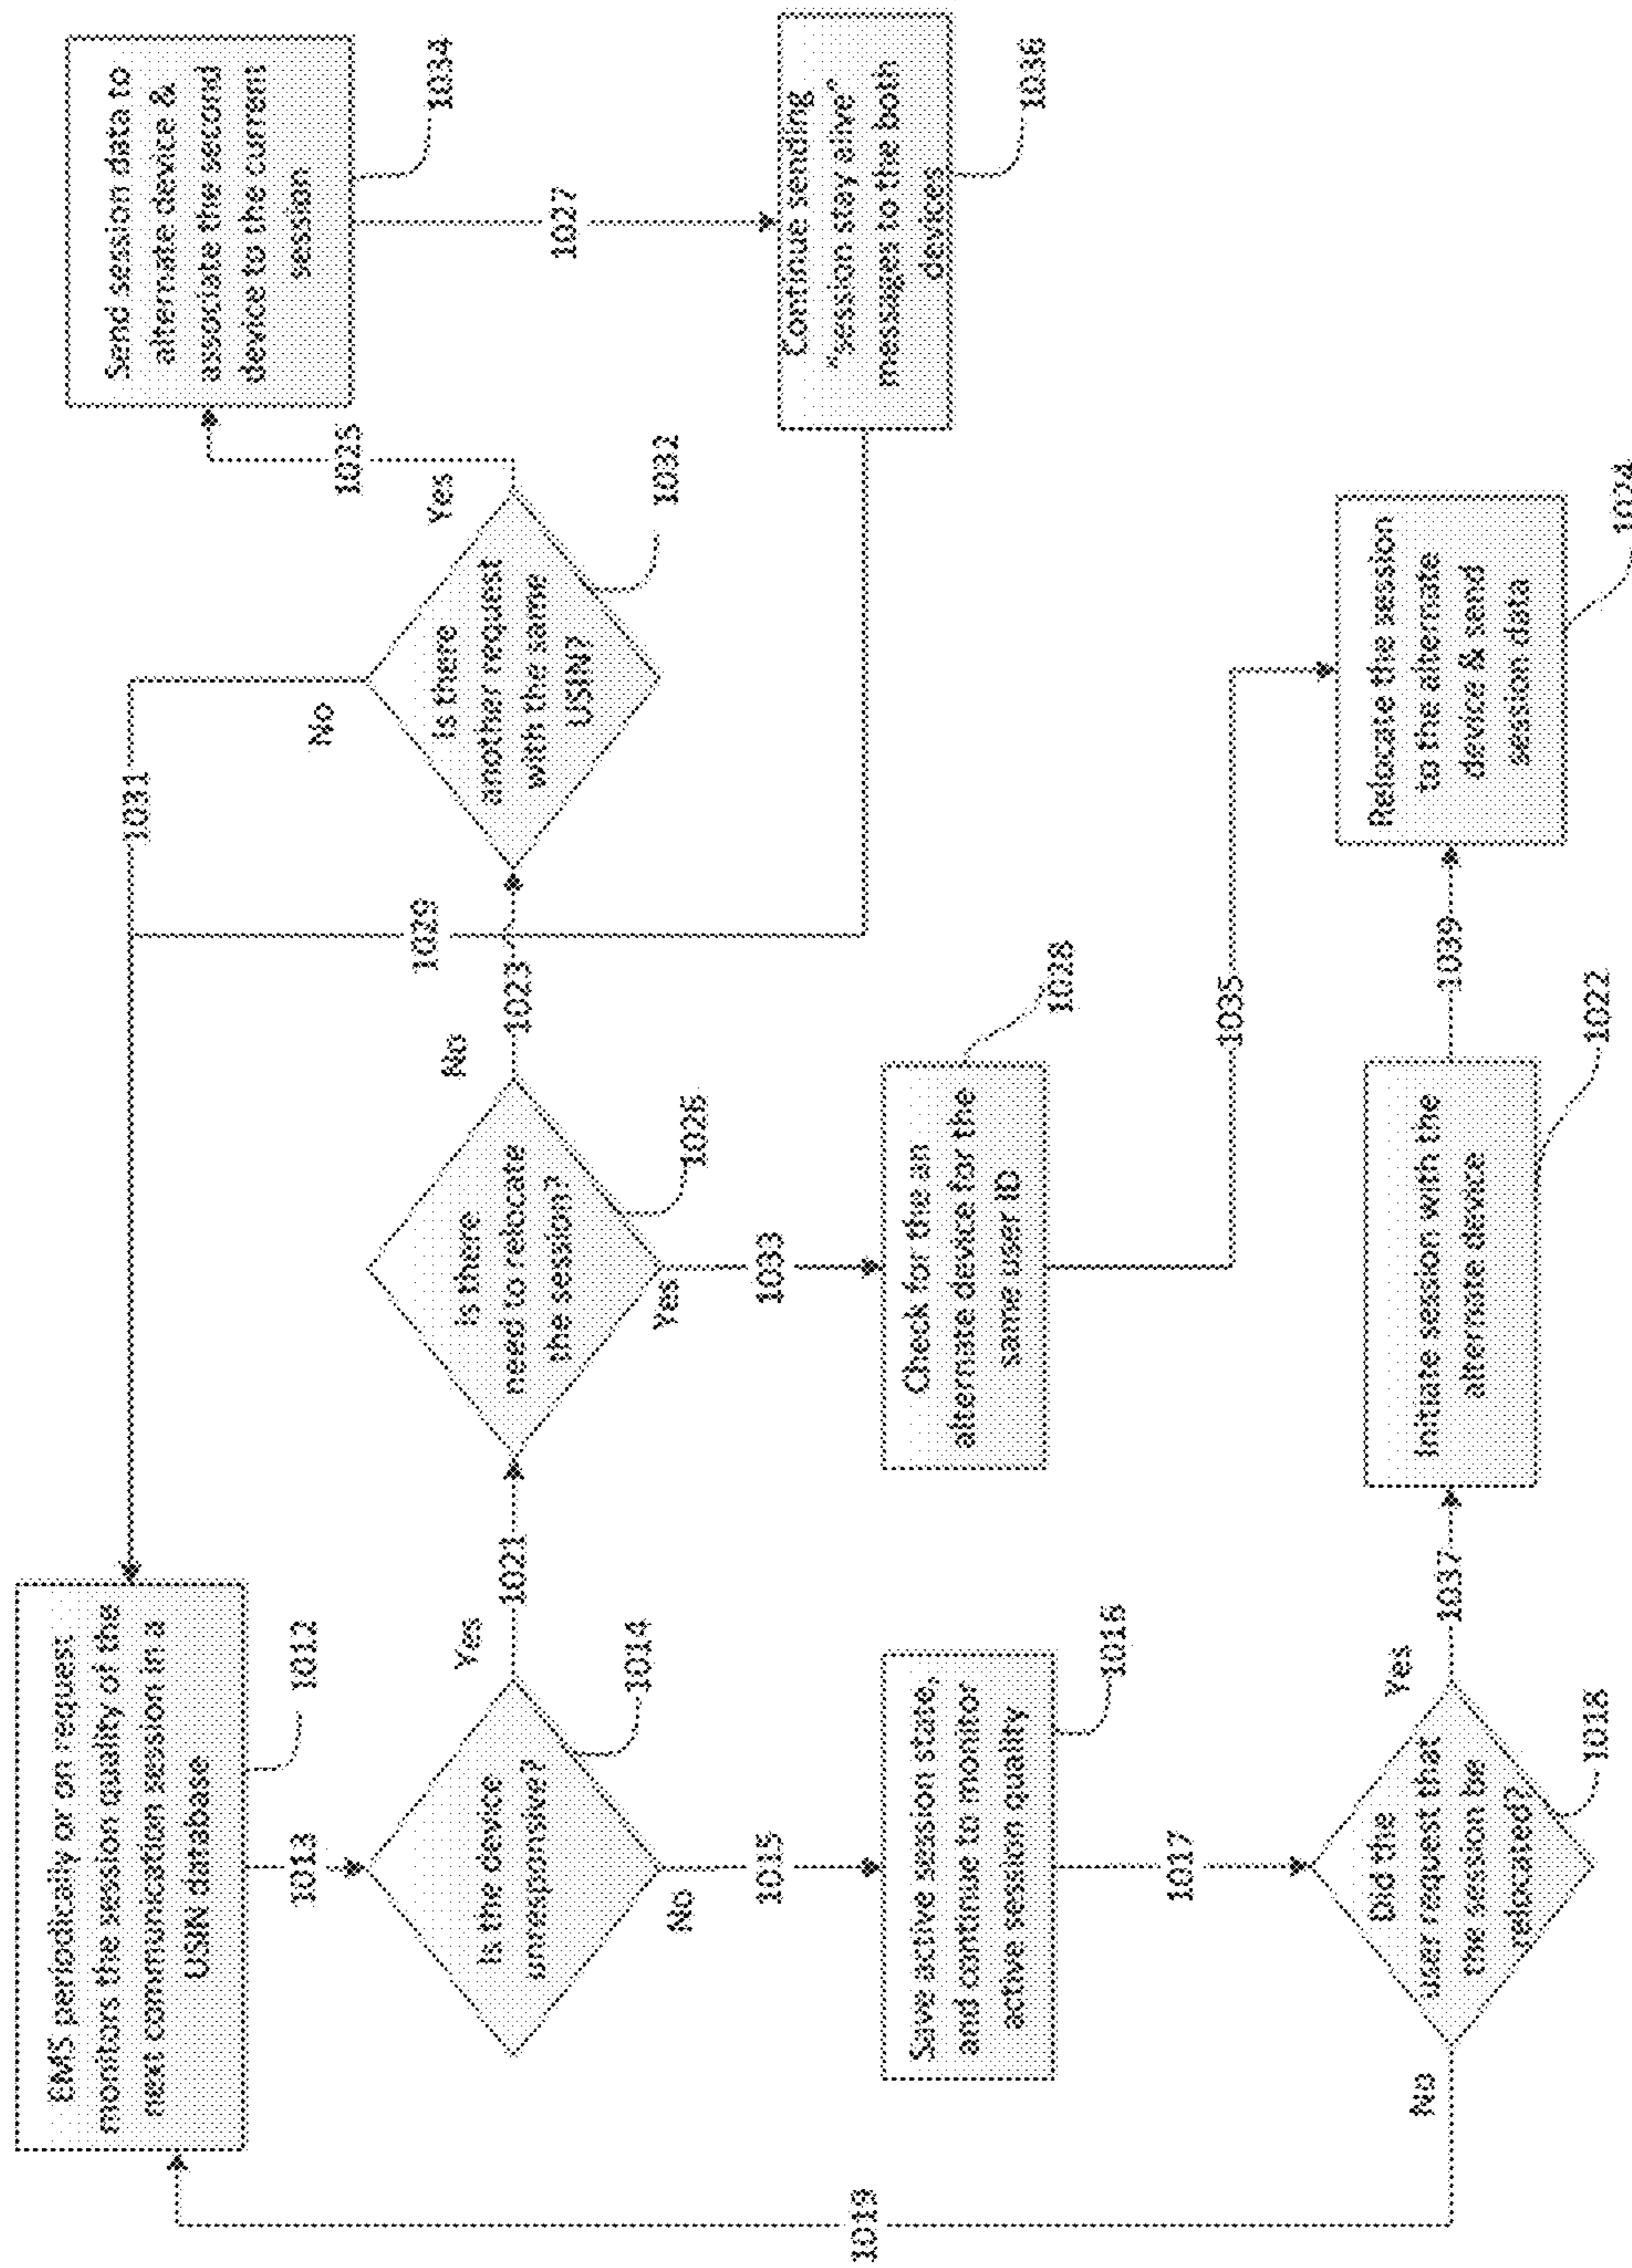 EMS periodically or on request
monitors the session quality of the
next communication session in a
USIN database
1012
1013
Is the device
unresponsive?
1014
Yes
1021
No
1015
Save active session state,
and continue to monitor
active session quality
1016
1017
Did the
user request that
the session be
relocated?
1018
No
1019
Yes
1037
Initiate session with the
alternate device
1022
1039
Relocate the session
to the alternate
device & send
session data
1024
Is there
need to relocate
the session?
1026
Yes
1033
Check for the an
alternate device for the
same user ID
1028
1035
No
1023
Is there
another request
with the same
USIN?
1032
No
1031
Yes
1025
Send session data to
alternate device &
associate the second
device to the current
session
1034
1027
Continue sending
"session stay alive"
messages to the both
devices
1036
1029